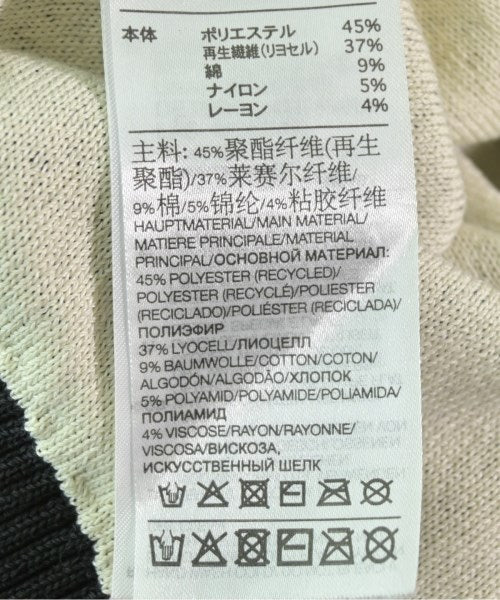 本体 ポリエステル 45%
再生繊維(リヨセル) 37%
綿 9%
ナイロン 5%
レーヨン 4%
主料: 45%聚酯纤维(再生
聚酯)/37%莱赛尔纤维/
9%棉/5%锦纶/4%粘胶纤维
HAUPTMATERIAL/MAIN MATERIAL/
MATIERE PRINCIPALE/MATERIAL
PRINCIPAL/ОСНОВНОЙ МАТЕРИАЛ:
45% POLYESTER (RECYCLED)/
POLYESTER (RECYCLÉ)/POLIÉSTER
(RECICLADO)/POLIÉSTER (RECICLADA)/
ПОЛИЭФИР
37% LYOCELL/ЛИОЦЕЛЛ
9% BAUMWOLLE/COTTON/COTON/
ALGODÓN/ALGODÃO/ХЛОПОК
5% POLYAMID/POLYAMIDE/POLIAMIDA/
ПОЛИАМИД
4% VISCOSE/RAYON/RAYONNE/
VISCOSA/ВИСКОЗА,
ИСКУССТВЕННЫЙ ШЕЛК